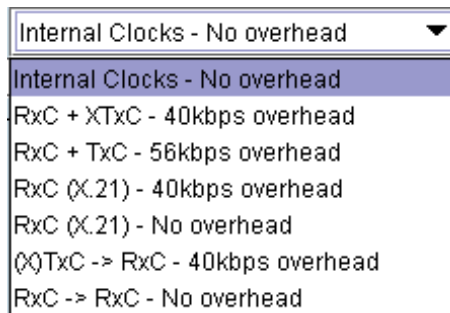 Internal Clocks - No overhead
Internal Clocks - No overhead
RxC + XTxC - 40kbps overhead
RxC + TxC - 56kbps overhead
RxC (X.21) - 40kbps overhead
RxC (X.21) - No overhead
(X)TxC -> RxC - 40kbps overhead
RxC -> RxC - No overhead